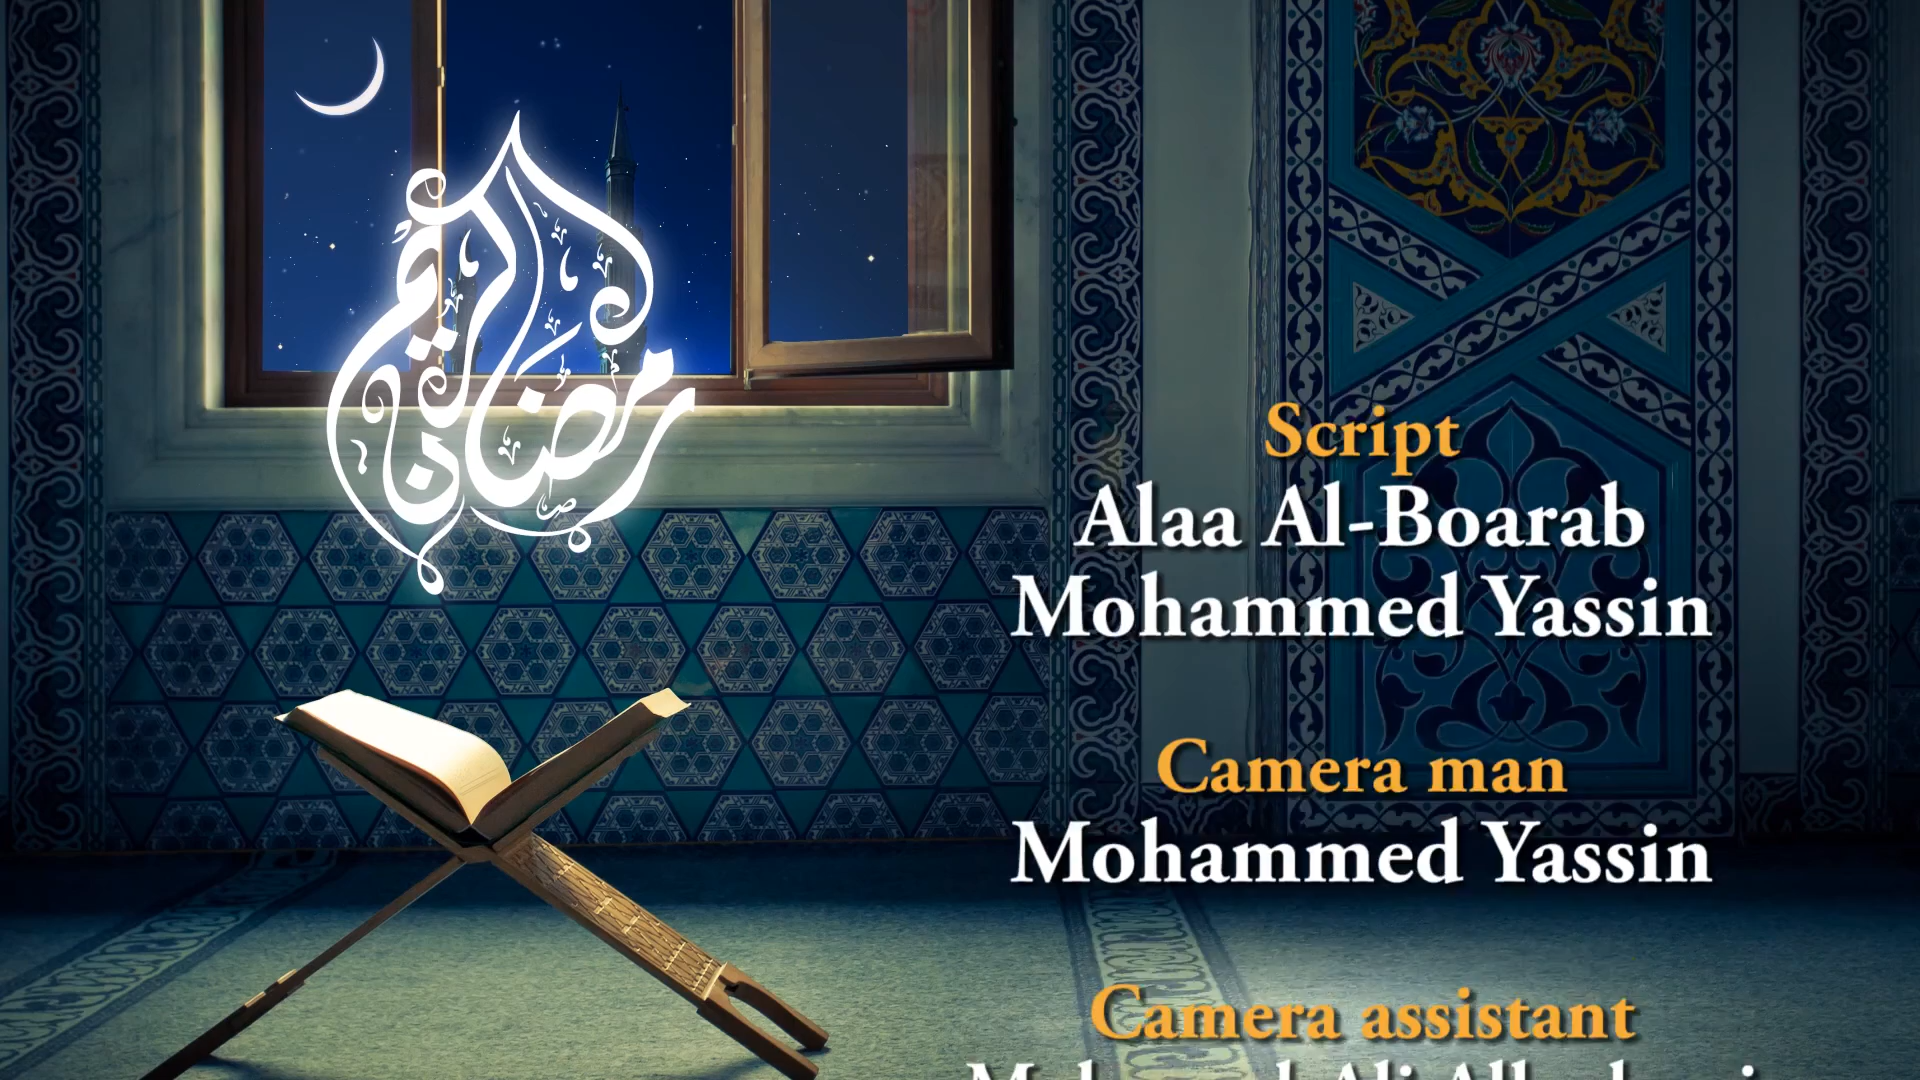 رمضان كريم
Script
Alaa Al-Boarab
Mohammed Yassin
Camera man
Mohammed Yassin
Camera assistant